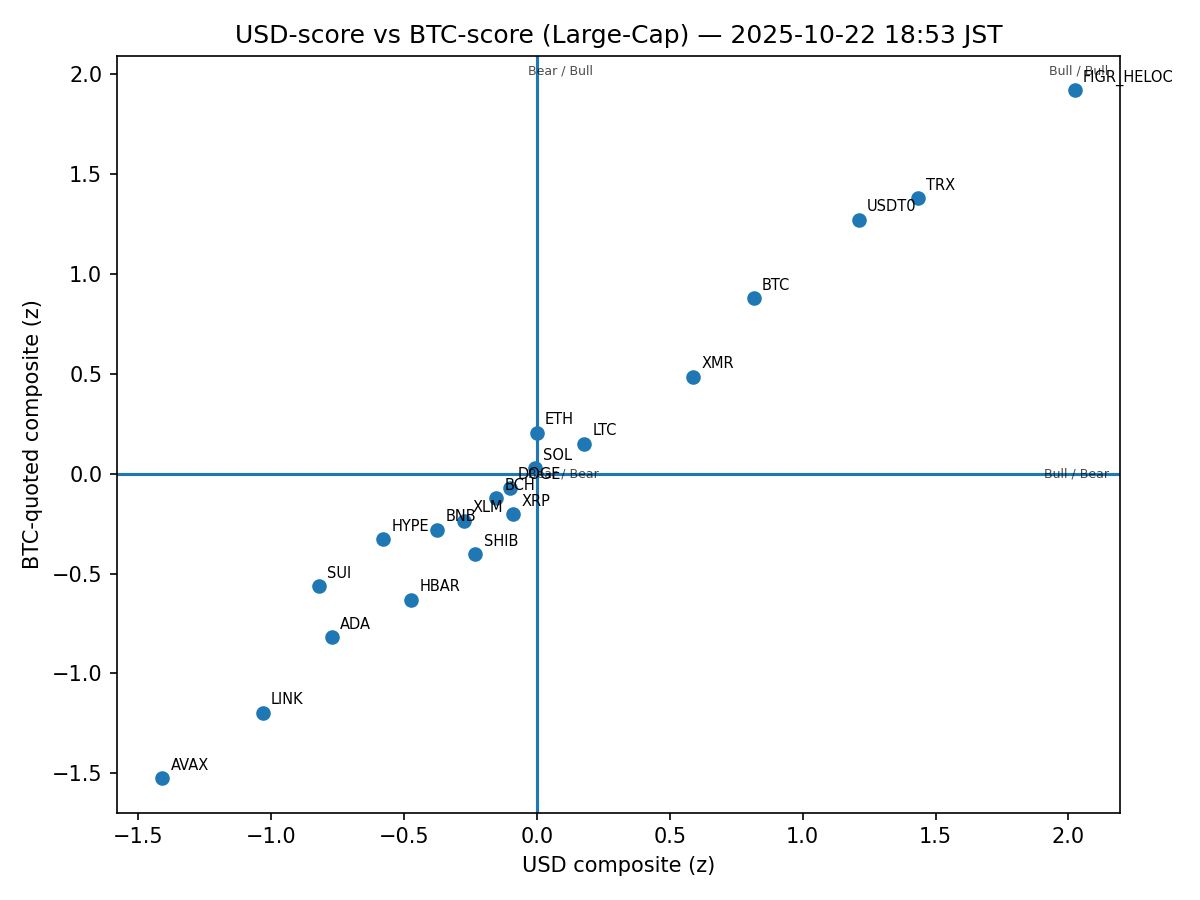 USD-score vs BTC-score (Large-Cap) — 2025-10-22 18:53 JST
Bear / Bull
Bull / Bull
FIGR_HELOC
TRX
USDT0
BTC
XMR
ETH
LTC
SOL
DOGE
Bear / Bear
Bull / Bear
BCH
XRP
XLM
BNB
HYPE
SHIB
SUI
HBAR
ADA
LINK
AVAX
2.0
1.5
1.0
0.5
0.0
−0.5
−1.0
−1.5
BTC-quoted composite (z)
−1.5
−1.0
−0.5
0.0
0.5
1.0
1.5
2.0
USD composite (z)